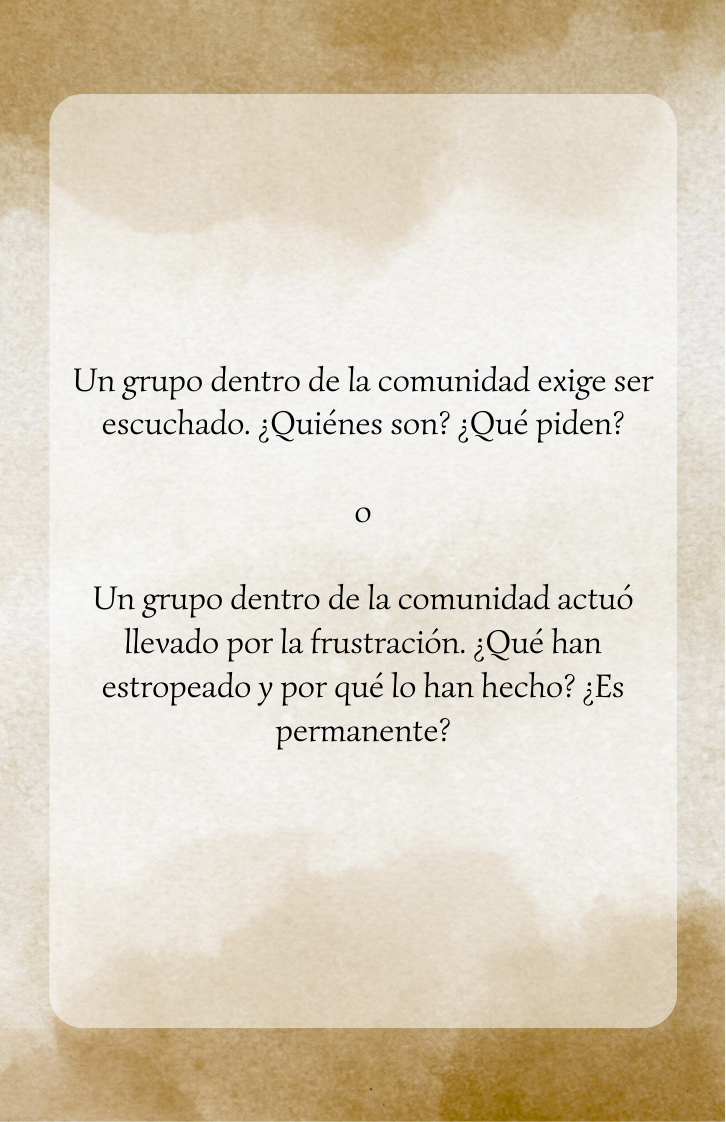 Un grupo dentro de la comunidad exige ser
escuchado. ¿Quiénes son? ¿Qué piden?
o
Un grupo dentro de la comunidad actuó
llevado por la frustración. ¿Qué han
estropeado y por qué lo han hecho? ¿Es
permanente?